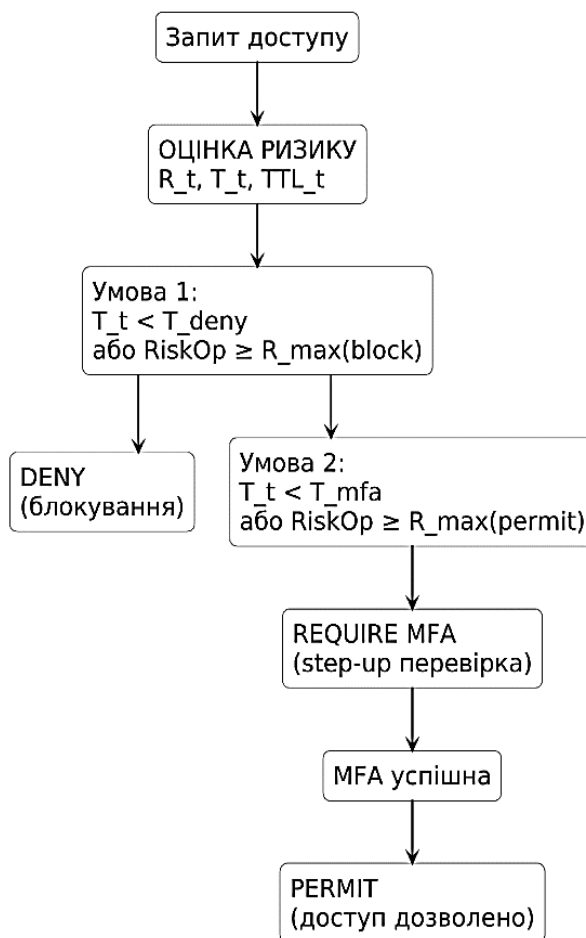 Запит доступу
ОЦІНКА РИЗИКУ
R_t, T_t, TTL_t
Умова 1:
T_t < T_deny
або RiskOp ≥ R_max(block)
DENY
(блокування)
Умова 2:
T_t < T_mfa
або RiskOp ≥ R_max(permit)
REQUIRE MFA
(step-up перевірка)
MFA успішна
PERMIT
(доступ дозволено)